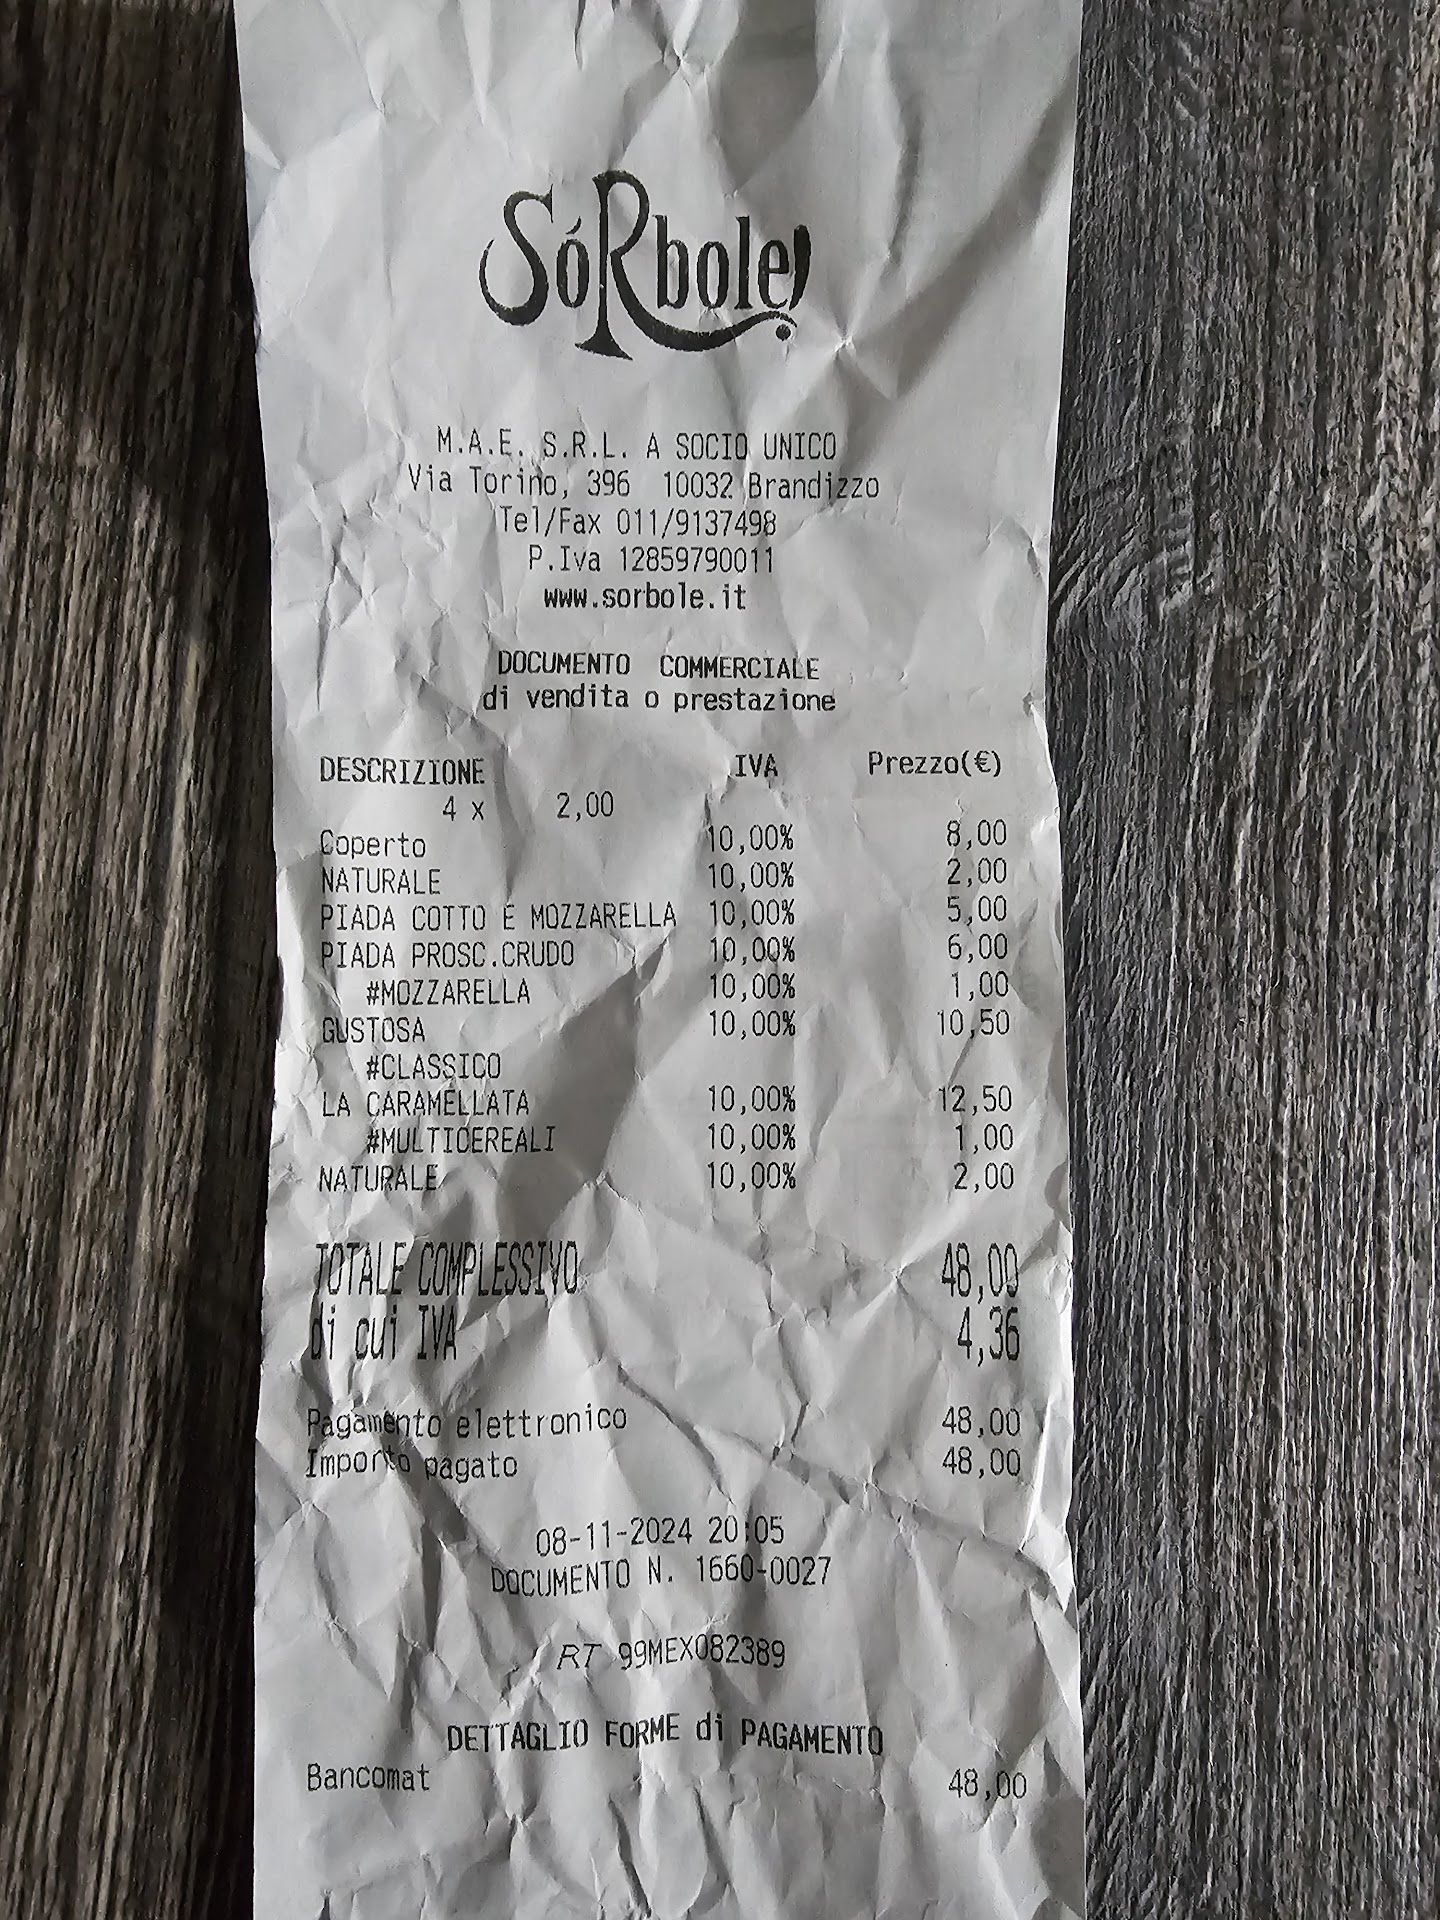 SóRbole!
M.A.E. S.R.L. A SOCIO UNICO
Via Torino, 396 10032 Brandizzo
Tel/Fax 011/9137498
P.Iva 12859790011
www.sorbole.it
DOCUMENTO COMMERCIALE
di vendita o prestazione
DESCRIZIONE IVA Prezzo(€)
4 x 2,00
Coperto 10,00% 8,00
NATURALE 10,00% 2,00
PIADA COTTO E MOZZARELLA 10,00% 5,00
PIADA PROSC.CRUDO 10,00% 6,00
#MOZZARELLA 10,00% 1,00
GUSTOSA 10,00% 10,50
#CLASSICO
LA CARAMELLATA 10,00% 12,50
#MULTICEREALI 10,00% 1,00
NATURALE 10,00% 2,00
TOTALE COMPLESSIVO 48,00
di cui IVA 4,36
Pagamento elettronico 48,00
Importo pagato 48,00
08-11-2024 20:05
DOCUMENTO N. 1660-0027
RT 99MEX082389
DETTAGLIO FORME di PAGAMENTO
Bancomat 48,00